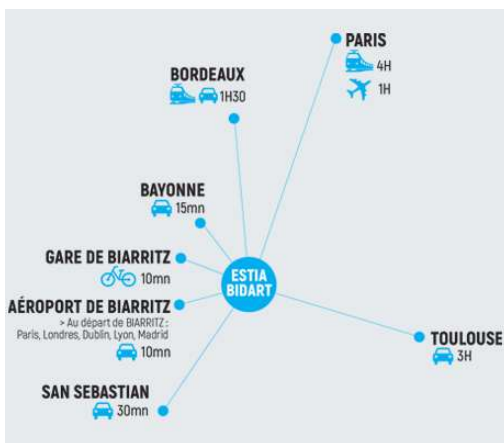 PARIS
4H
1H
BORDEAUX
1H30
BAYONNE
15mn
GARE DE BIARRITZ
10mn
ESTIA
BIDART
AÉROPORT DE BIARRITZ
> Au départ de BIARRITZ :
Paris, Londres, Dublin, Lyon, Madrid
10mn
TOULOUSE
3H
SAN SEBASTIAN
30mn